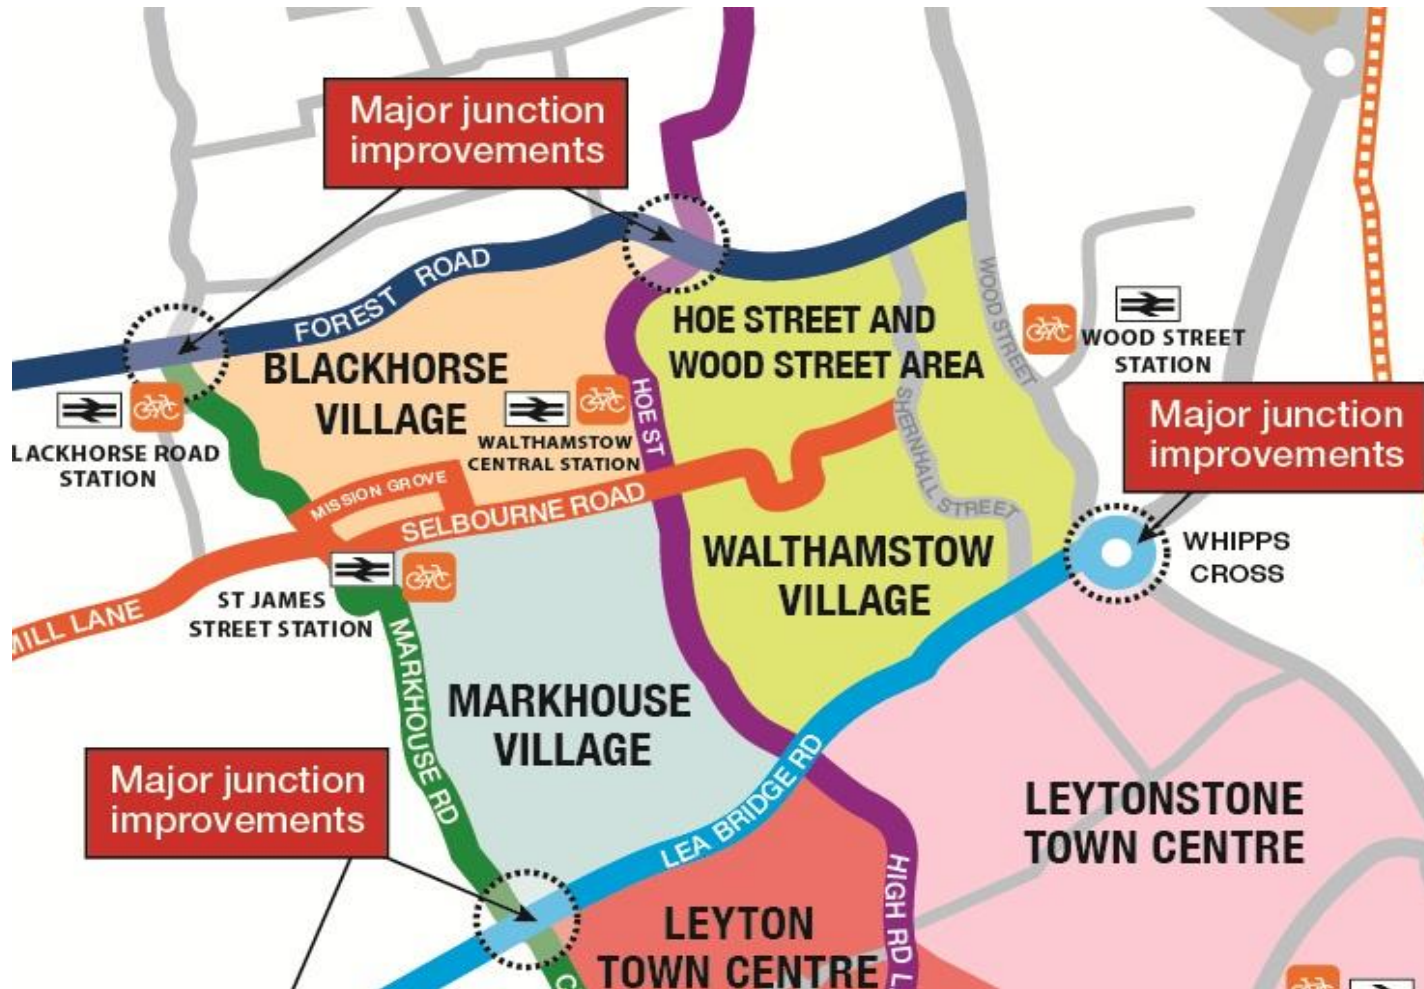 Major junction
improvements
FOREST ROAD
HOE STREET AND
WOOD STREET AREA
WOOD STREET
WOOD STREET
STATION
BLACKHORSE
VILLAGE
HOE ST
WALTHAMSTOW
CENTRAL STATION
SHERNHALL STREET
Major junction
improvements
LACKHORSE ROAD
STATION
MISSION GROVE
SELBOURNE ROAD
WHIPPS
CROSS
WALTHAMSTOW
VILLAGE
ST JAMES
STREET STATION
MILL LANE
MARKHOUSE RD
MARKHOUSE
VILLAGE
Major junction
improvements
LEA BRIDGE RD
LEYTONSTONE
TOWN CENTRE
HIGH RD L
LEYTON
TOWN CENTRE
C